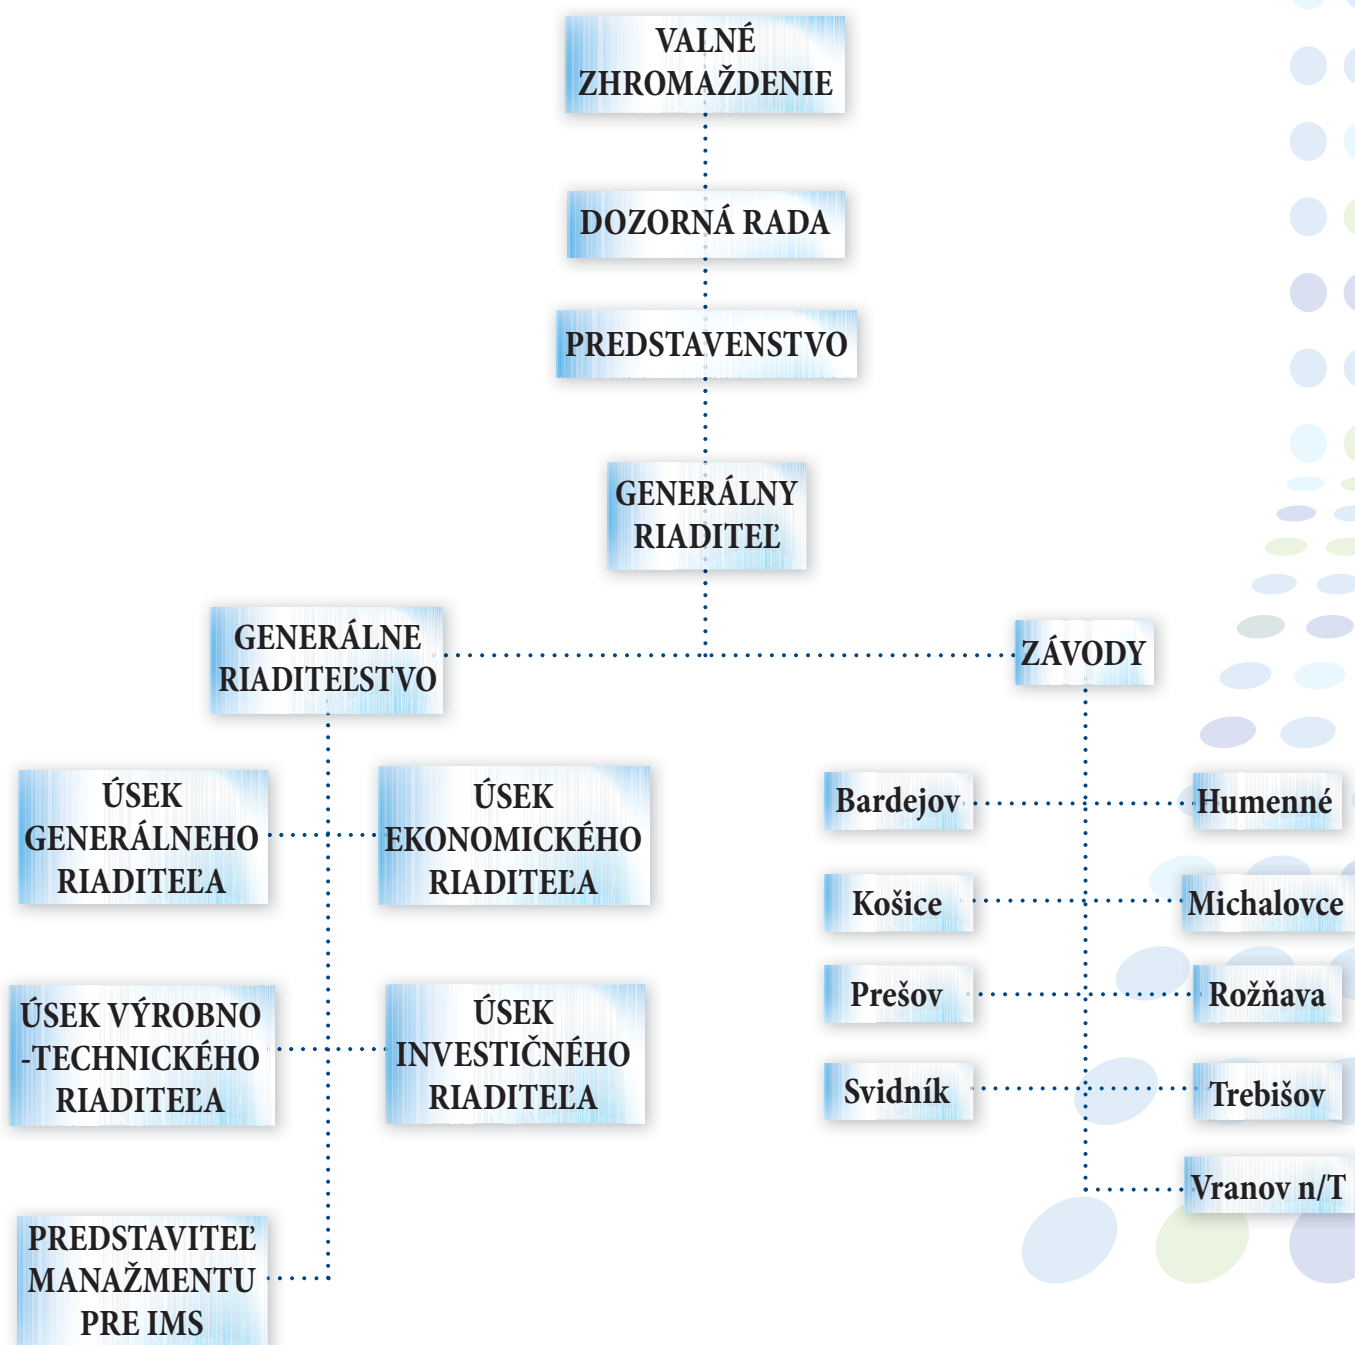 VALNÉ
ZHROMAŽDENIE
DOZORNÁ RADA
PREDSTAVENSTVO
GENERÁLNY
RIADITEĽ
GENERÁLNE
RIADITEĽSTVO
ZÁVODY
ÚSEK
GENERÁLNEHO
RIADITEĽA
ÚSEK
EKONOMICKÉHO
RIADITEĽA
ÚSEK VÝROBNO
-TECHNICKÉHO
RIADITEĽA
ÚSEK
INVESTIČNÉHO
RIADITEĽA
PREDSTAVITEĽ
MANAŽMENTU
PRE IMS
Bardejov
Humenné
Košice
Michalovce
Prešov
Rožňava
Svidník
Trebišov
Vranov n/T